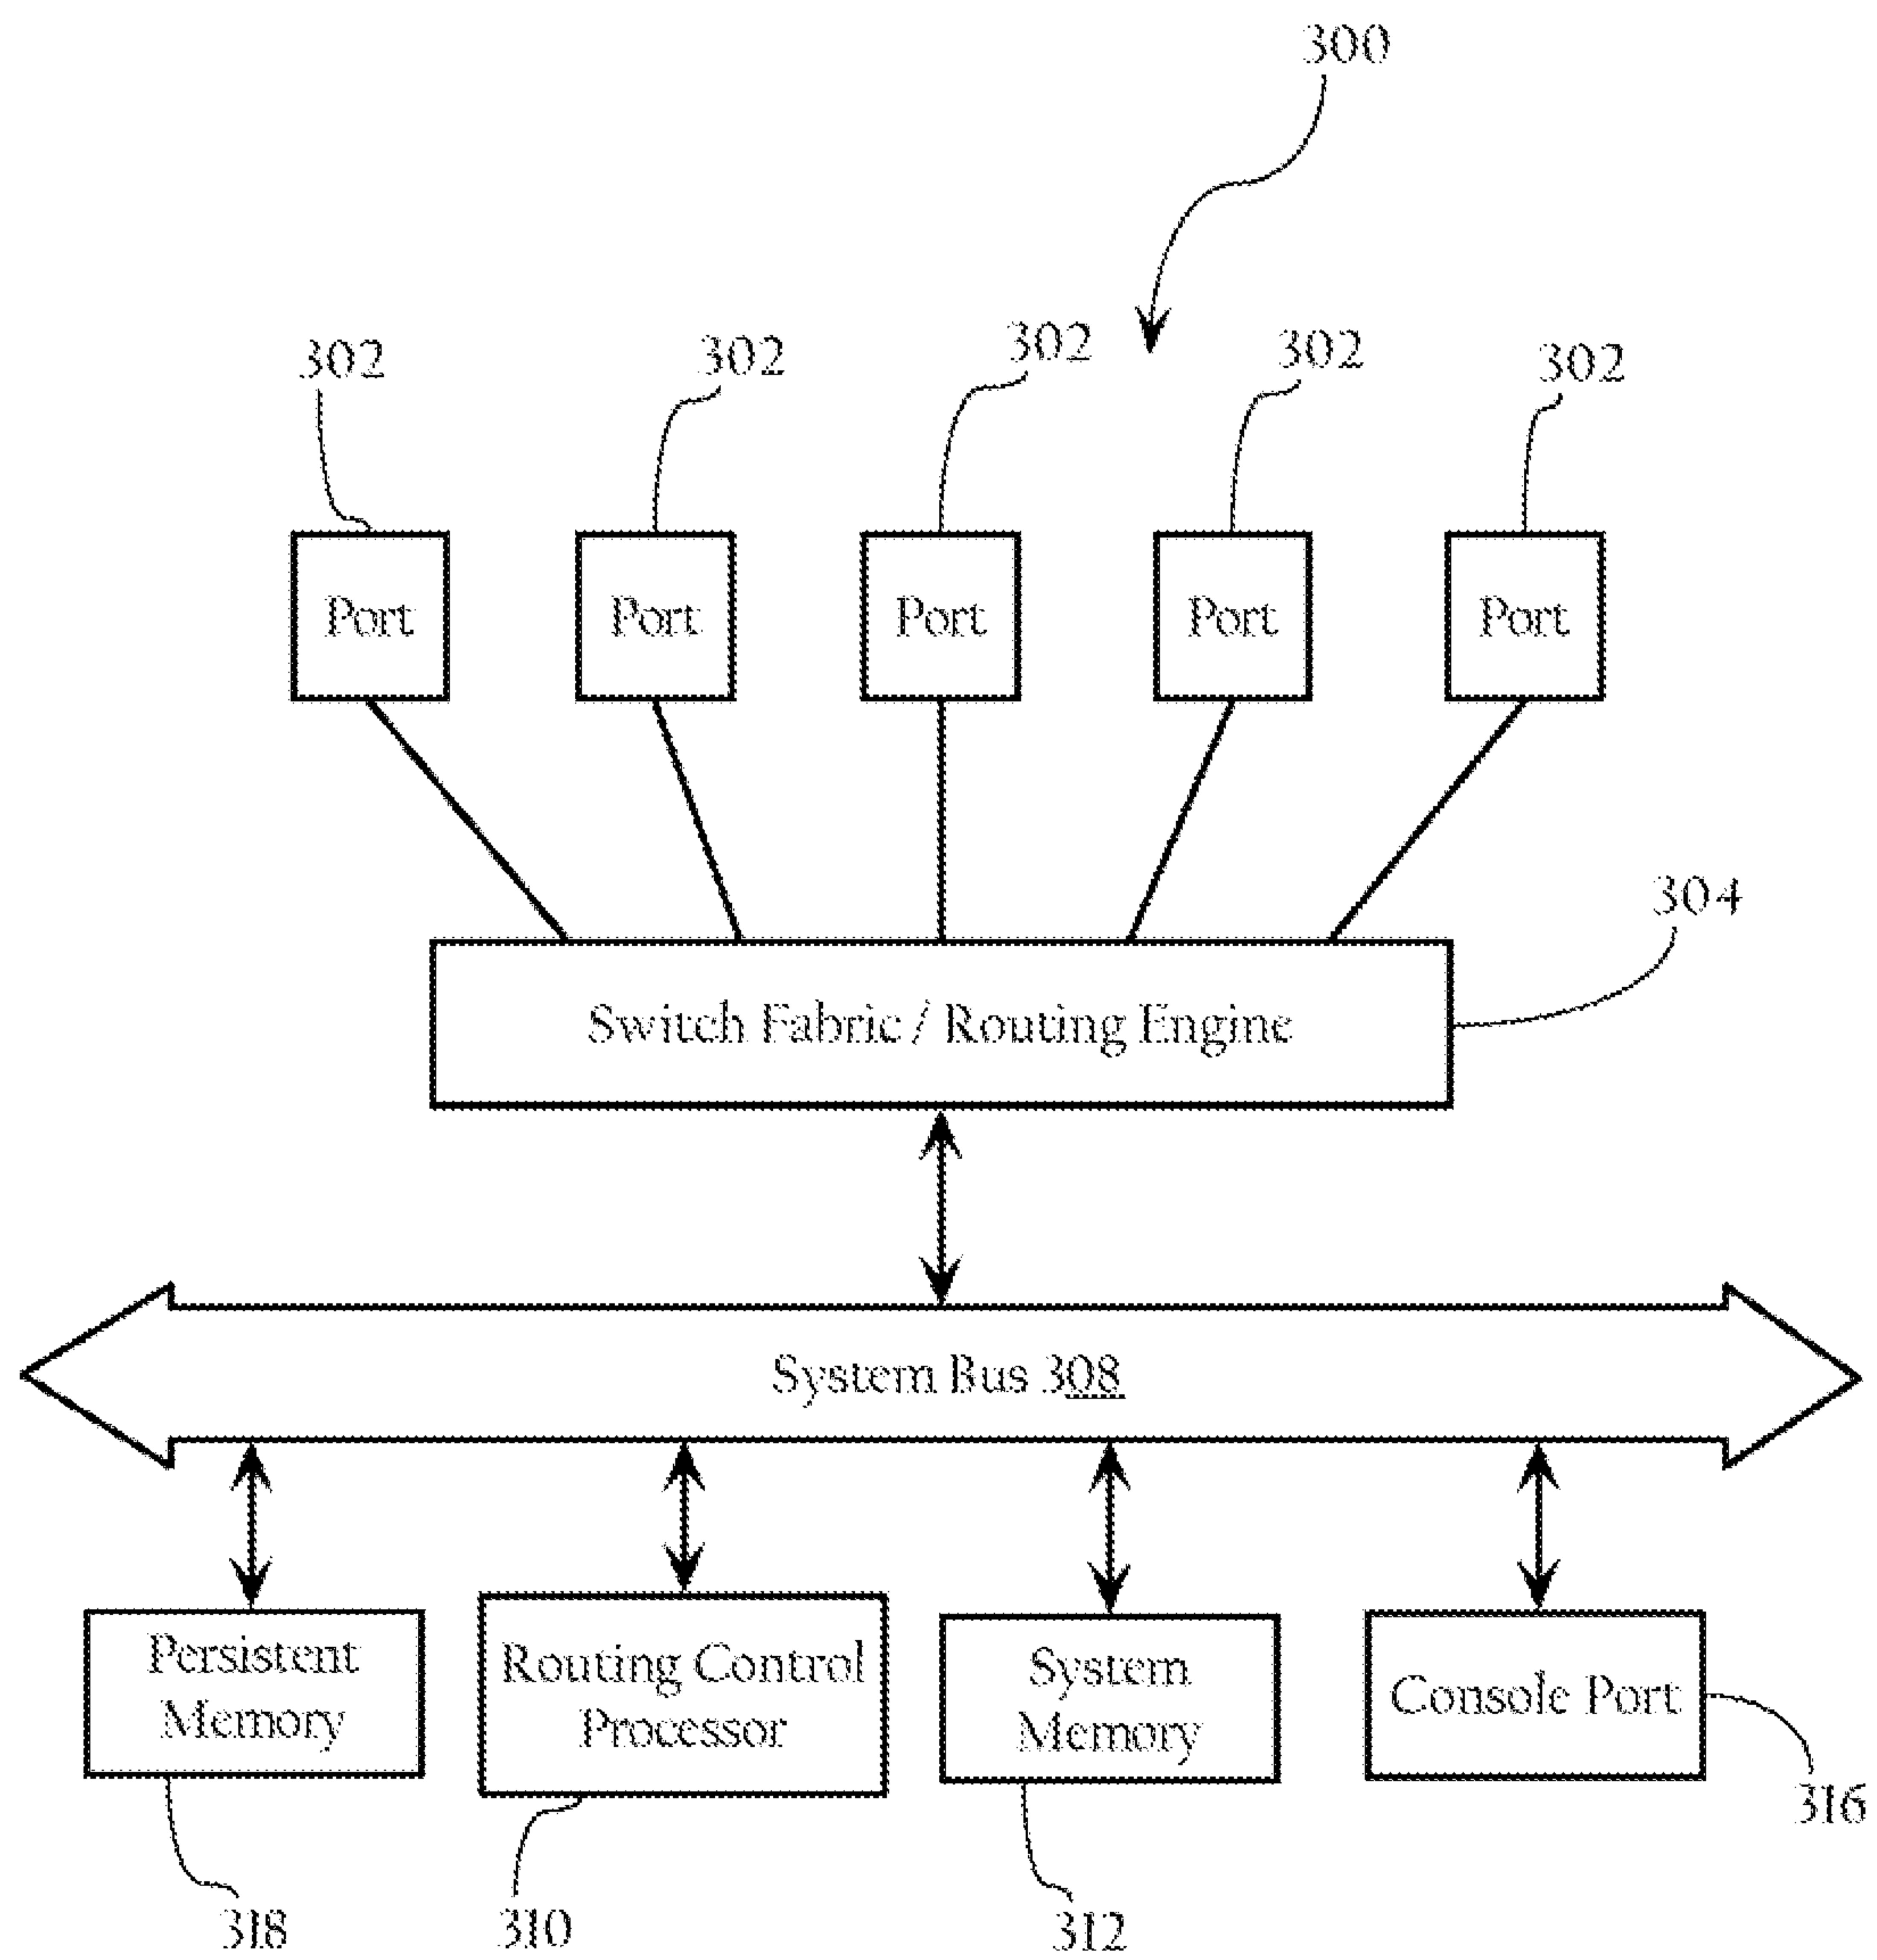 300
302
302
302
302
302
Port
Port
Port
Port
Port
304
Switch Fabric / Routing Engine
System Bus 308
Persistent
Memory
Routing Control
Processor
System
Memory
Console Port
316
318
310
312